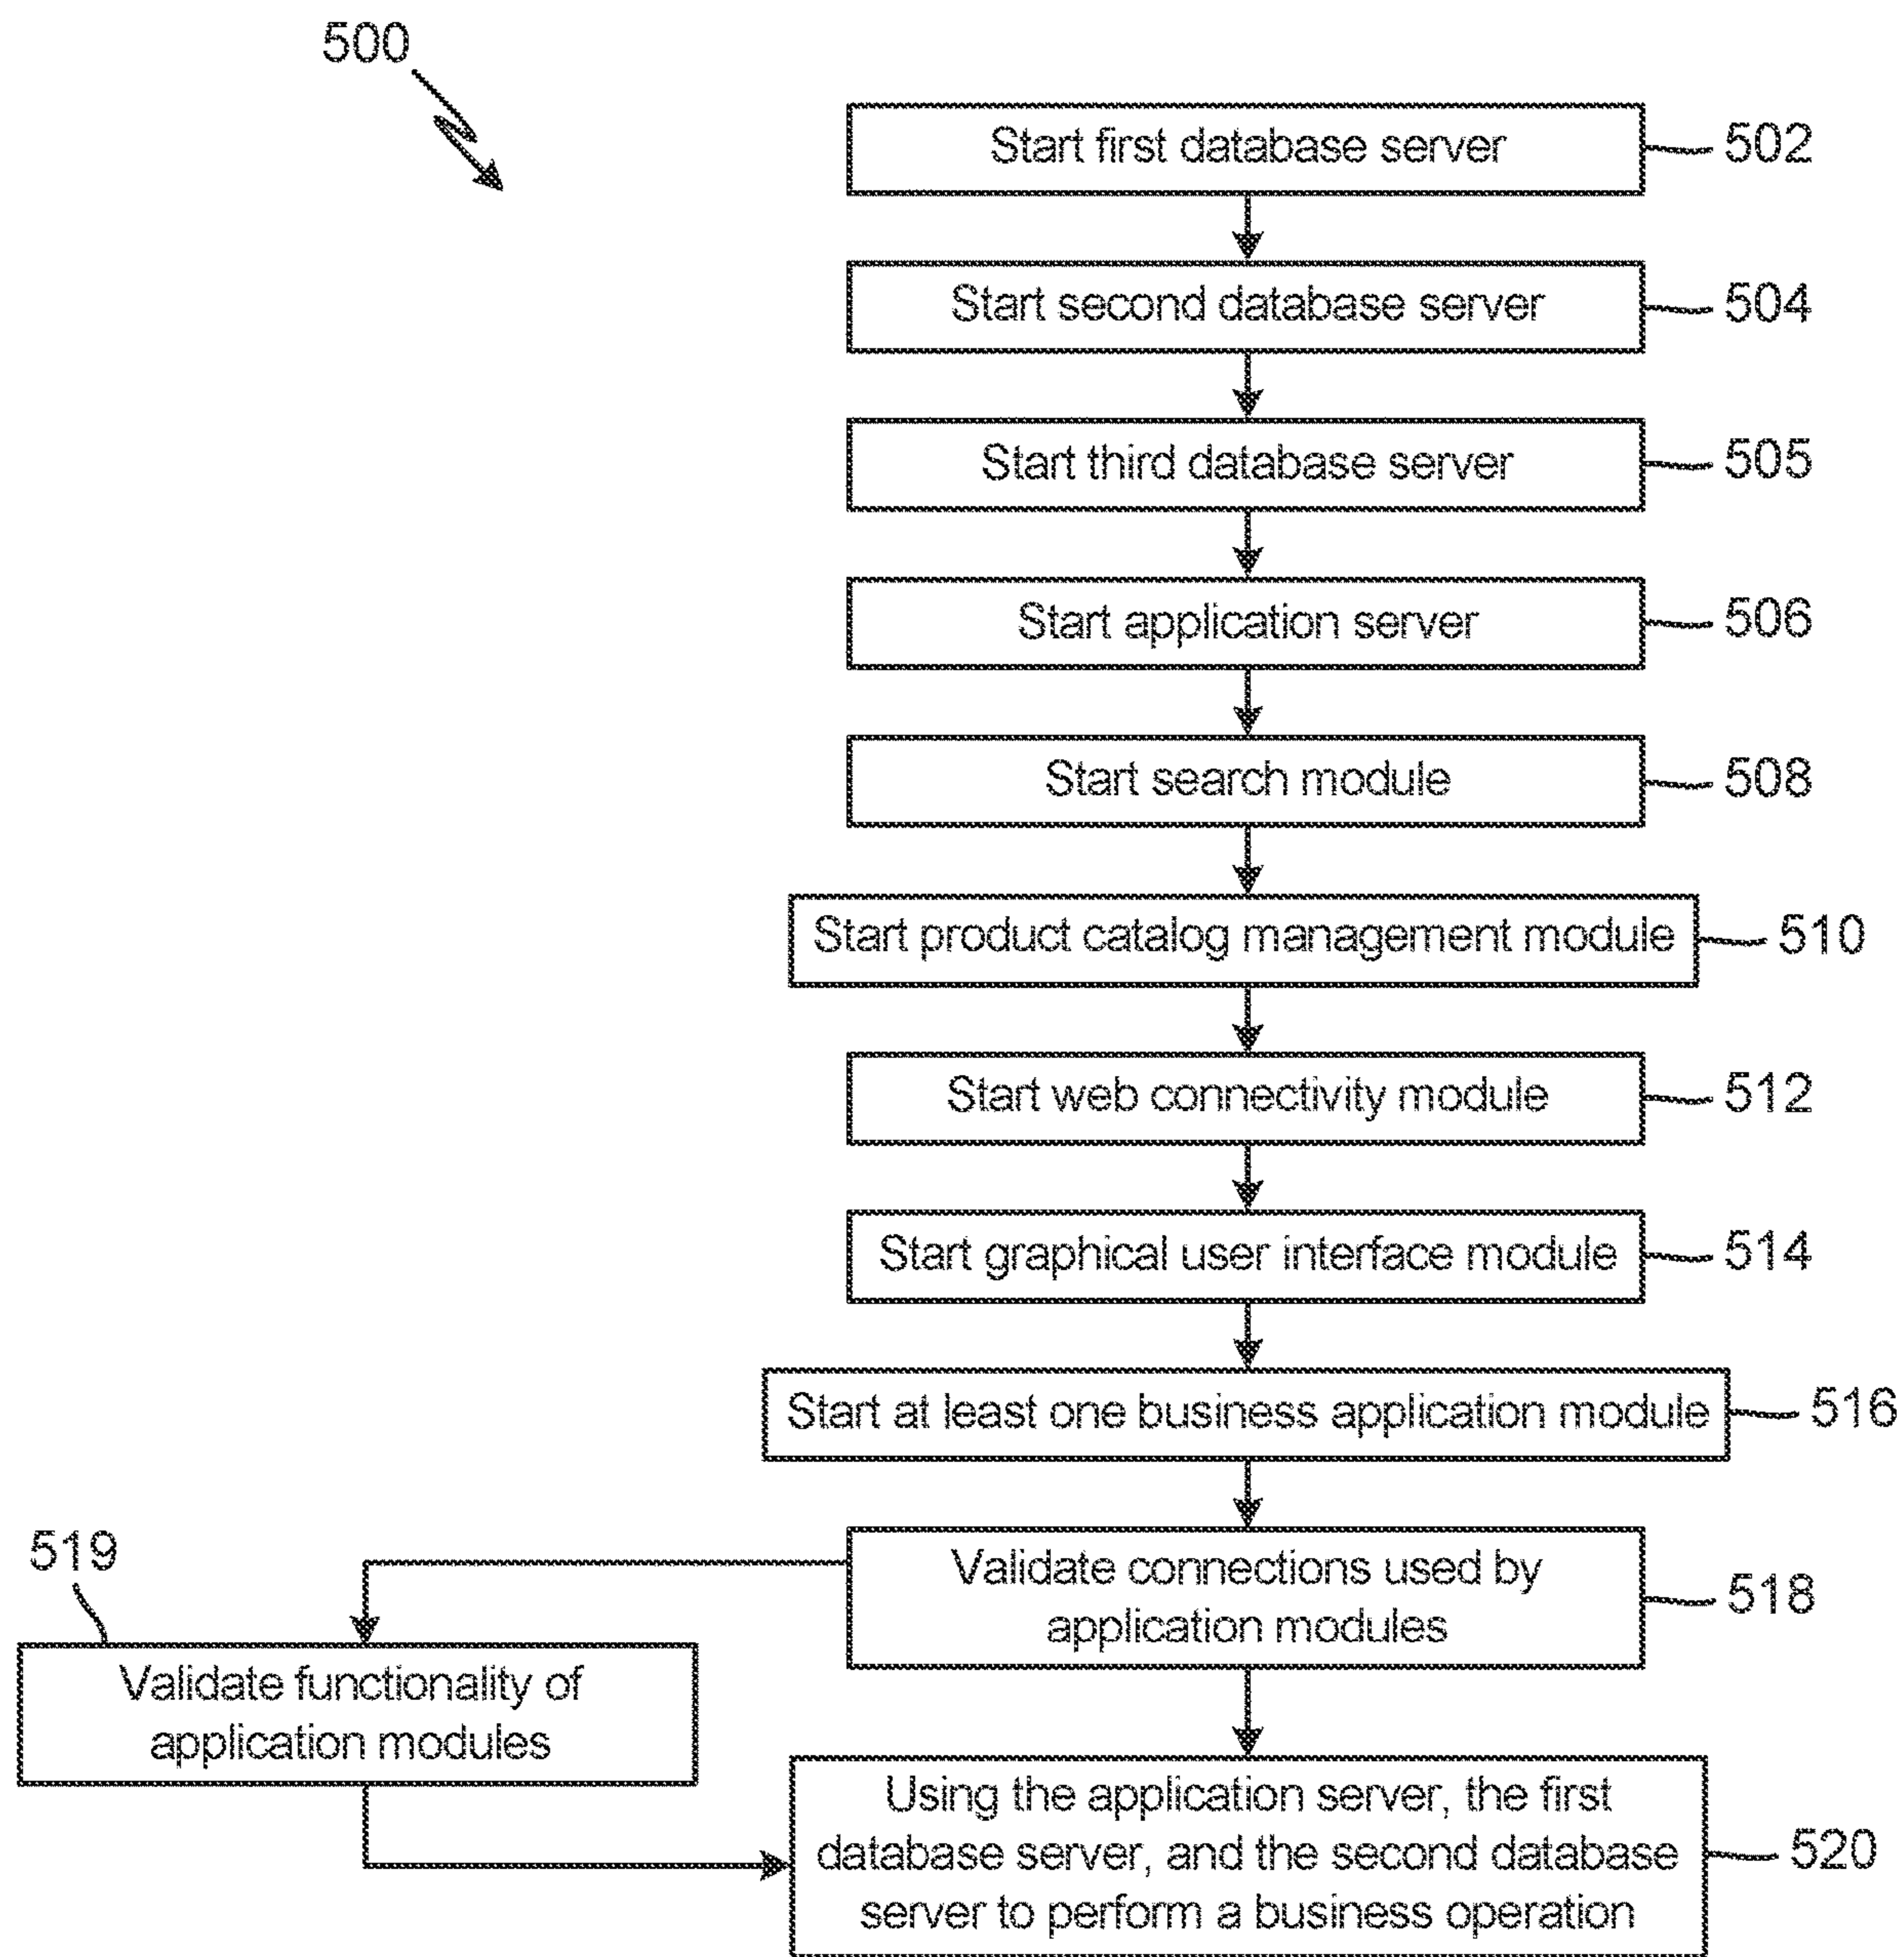 500
Start first database server
502
Start second database server
504
Start third database server
505
Start application server
506
Start search module
508
Start product catalog management module
510
Start web connectivity module
512
Start graphical user interface module
514
Start at least one business application module
516
Validate connections used by
application modules
518
519
Validate functionality of
application modules
Using the application server, the first
database server, and the second database
server to perform a business operation
520